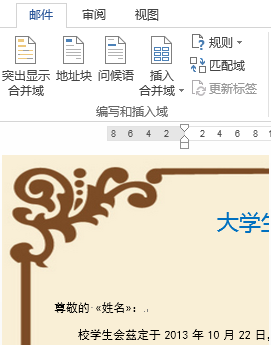 邮件 审阅 视图
突出显示
合并域
地址块
问候语
插入
合并域
规则
匹配域
更新标签
编写和插入域
8 6 4 2 2 4 6 8
大学生
尊敬的 «姓名»：
校学生会兹定于 2013 年 10 月 22 日，